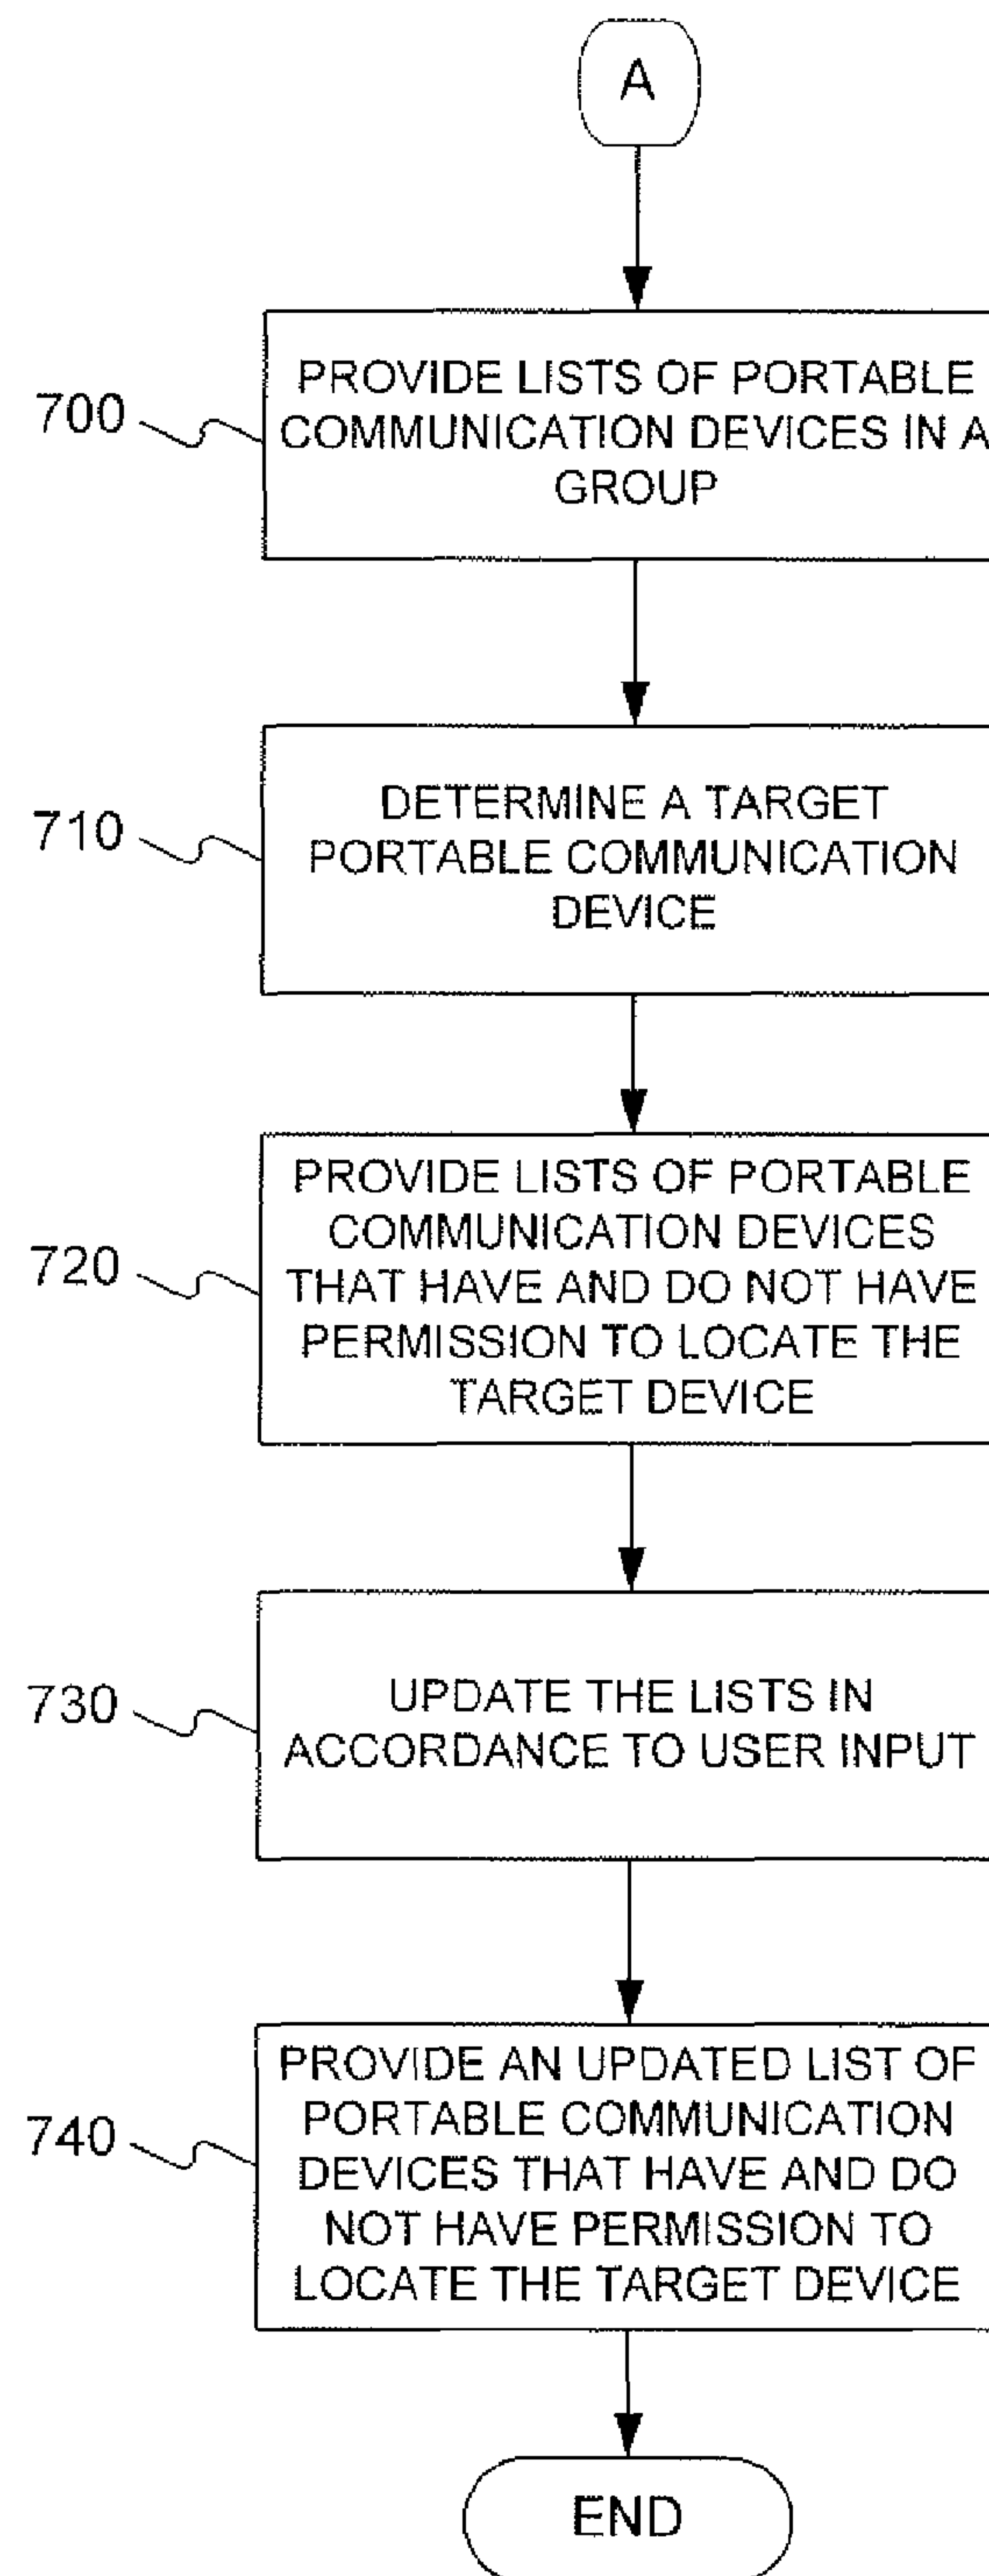 A
700
PROVIDE LISTS OF PORTABLE
COMMUNICATION DEVICES IN A
GROUP
710
DETERMINE A TARGET
PORTABLE COMMUNICATION
DEVICE
720
PROVIDE LISTS OF PORTABLE
COMMUNICATION DEVICES
THAT HAVE AND DO NOT HAVE
PERMISSION TO LOCATE THE
TARGET DEVICE
730
UPDATE THE LISTS IN
ACCORDANCE TO USER INPUT
740
PROVIDE AN UPDATED LIST OF
PORTABLE COMMUNICATION
DEVICES THAT HAVE AND DO
NOT HAVE PERMISSION TO
LOCATE THE TARGET DEVICE
END